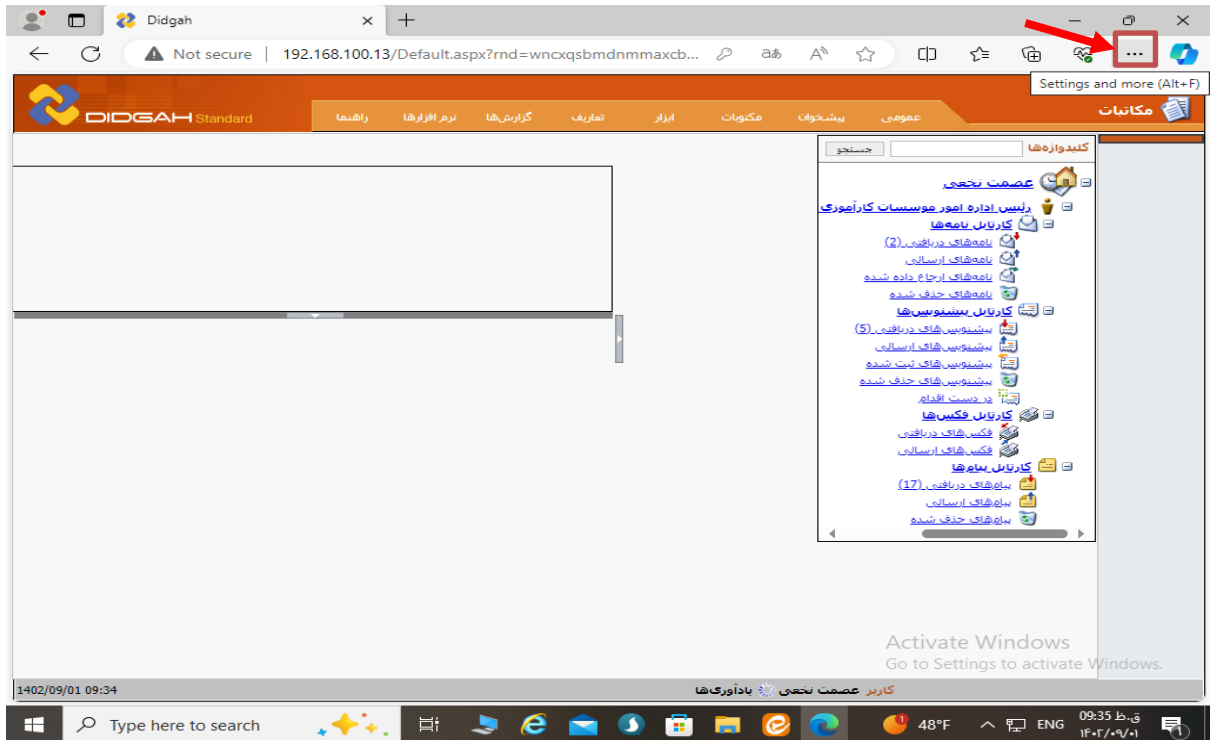 Didgah
Not secure | 192.168.100.13/Default.aspx?rnd=wncxqsbmdnmmaxcb...
Settings and more (Alt+F)
DIDGAH Standard
مکاتبات
عمومی پیشخوان مکتوبات ابزار تعاریف گزارش‌ها نرم افزارها راهنما
کلیدواژه‌ها جستجو
عصمت نخعی
رئیس اداره امور موسسات کارآموزی
کارتابل نامه‌ها
نامه‌های دریافتی (2)
نامه‌های ارسالی
نامه‌های ارجاع داده شده
نامه‌های حذف شده
کارتابل پیشنویس‌ها
پیشنویس‌های دریافتی (5)
پیشنویس‌های ارسالی
پیشنویس‌های ثبت شده
پیشنویس‌های حذف شده
در دست اقدام
کارتابل فکس‌ها
فکس‌های دریافتی
فکس‌های ارسالی
کارتابل پیام‌ها
پیام‌های دریافتی (17)
پیام‌های ارسالی
پیام‌های حذف شده
Activate Windows
Go to Settings to activate Windows.
کاربر عصمت نخعی یادآوری‌ها
1402/09/01 09:34
Type here to search
1
48°F
ENG
09:35 ق.ظ
۱۴۰۲/۰۹/۰۱
1